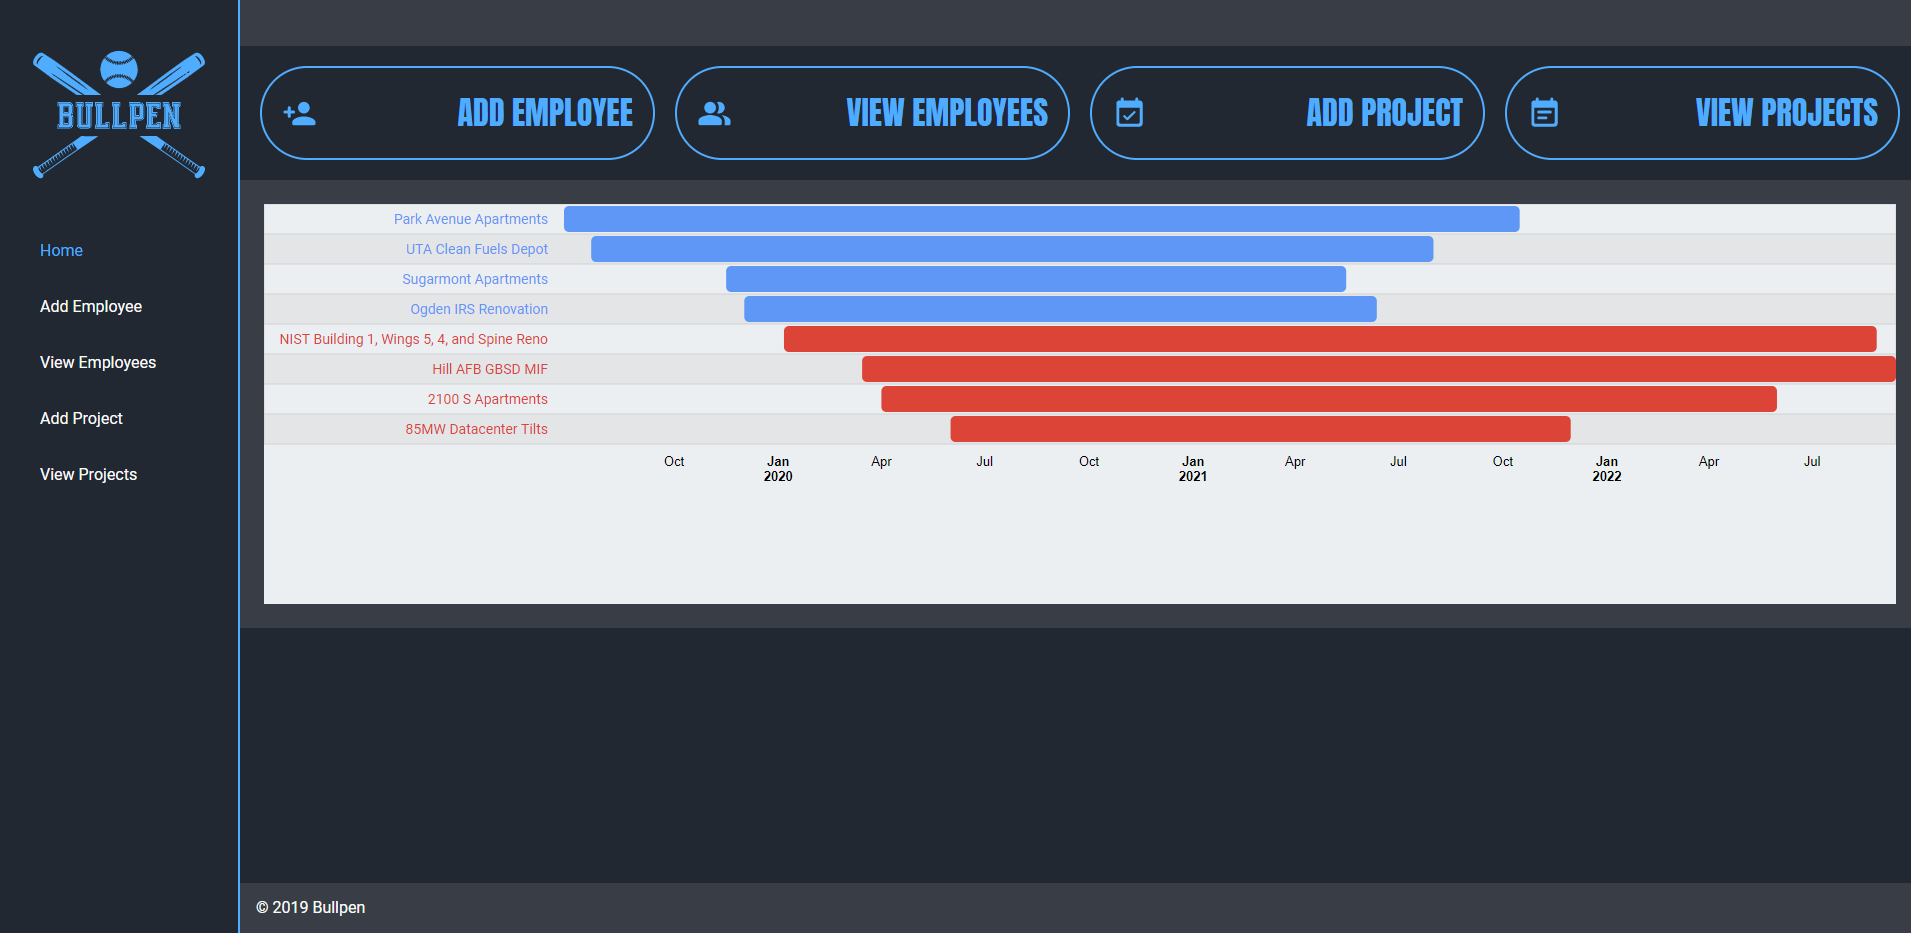 BULLPEN
Home
Add Employee
View Employees
Add Project
View Projects
ADD EMPLOYEE
VIEW EMPLOYEES
ADD PROJECT
VIEW PROJECTS
Park Avenue Apartments
UTA Clean Fuels Depot
Sugarmont Apartments
Ogden IRS Renovation
NIST Building 1, Wings 5, 4, and Spine Reno
Hill AFB GBSD MIF
2100 S Apartments
85MW Datacenter Tilts
Oct Jan Apr Jul Oct Jan Apr Jul Oct Jan Apr Jul
2020 2021 2022
© 2019 Bullpen